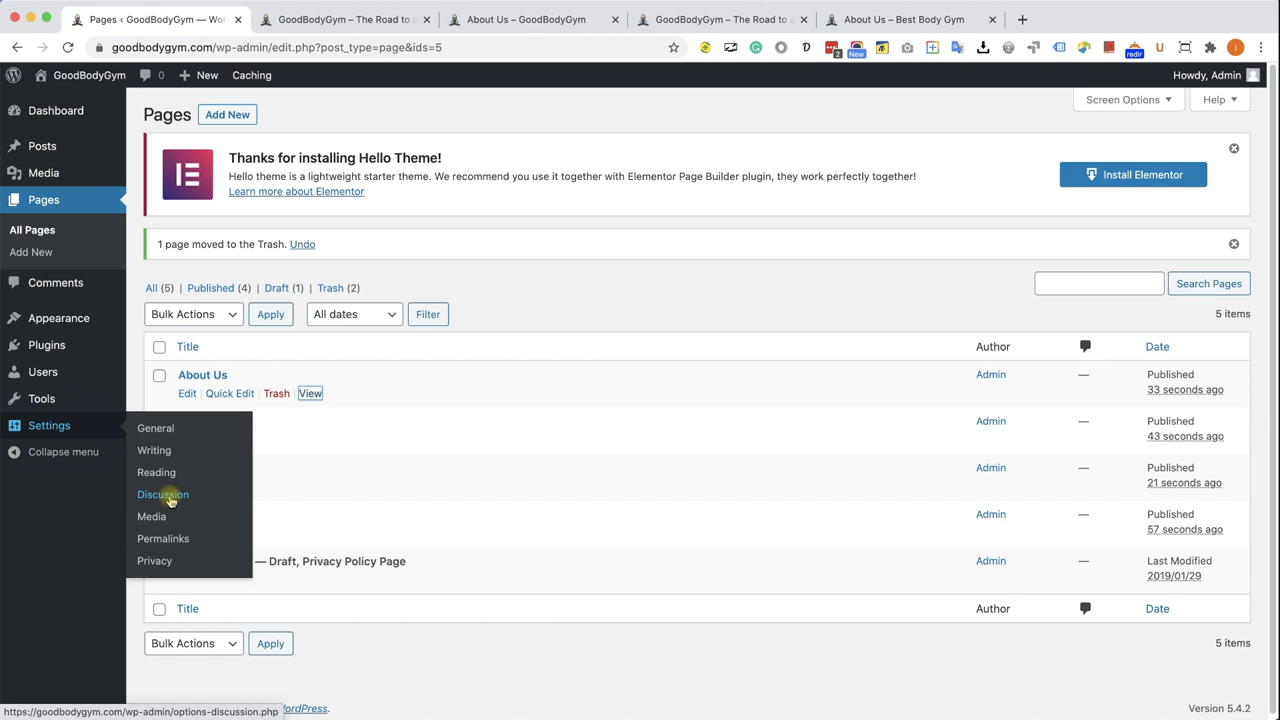 Pages ‹ GoodBodyGym — Wor
GoodBodyGym – The Road to a
About Us – GoodBodyGym
GoodBodyGym – The Road to a
About Us – Best Body Gym
goodbodygym.com/wp-admin/edit.php?post_type=page&ids=5
2
New
redir
GoodBodyGym
0
New
Caching
Howdy, Admin
Dashboard
Posts
Media
Pages
All Pages
Add New
Comments
Appearance
Plugins
Users
Tools
Settings
Collapse menu
General
Writing
Reading
Discussion
Media
Permalinks
Privacy
Screen Options
Help
Pages
Add New
Thanks for installing Hello Theme!
Hello theme is a lightweight starter theme. We recommend you use it together with Elementor Page Builder plugin, they work perfectly together!
Learn more about Elementor
Install Elementor
1 page moved to the Trash. Undo
All (5) | Published (4) | Draft (1) | Trash (2)
Search Pages
Bulk Actions
Apply
All dates
Filter
5 items
Title
Author
Date
About Us
Edit | Quick Edit | Trash | View
Admin
—
Published
33 seconds ago
Admin
—
Published
43 seconds ago
Admin
—
Published
21 seconds ago
Admin
—
Published
57 seconds ago
— Draft, Privacy Policy Page
Admin
—
Last Modified
2019/01/29
Title
Author
Date
Bulk Actions
Apply
5 items
https://goodbodygym.com/wp-admin/options-discussion.php
WordPress.
Version 5.4.2